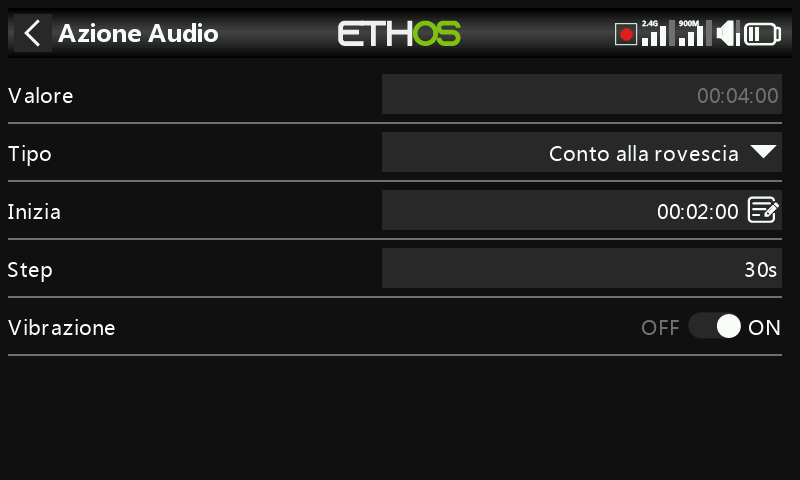 Azione Audio
ETHOS
2.4G
900M
Valore
00:04:00
Tipo
Conto alla rovescia
Inizia
00:02:00
Step
30s
Vibrazione
OFF
ON